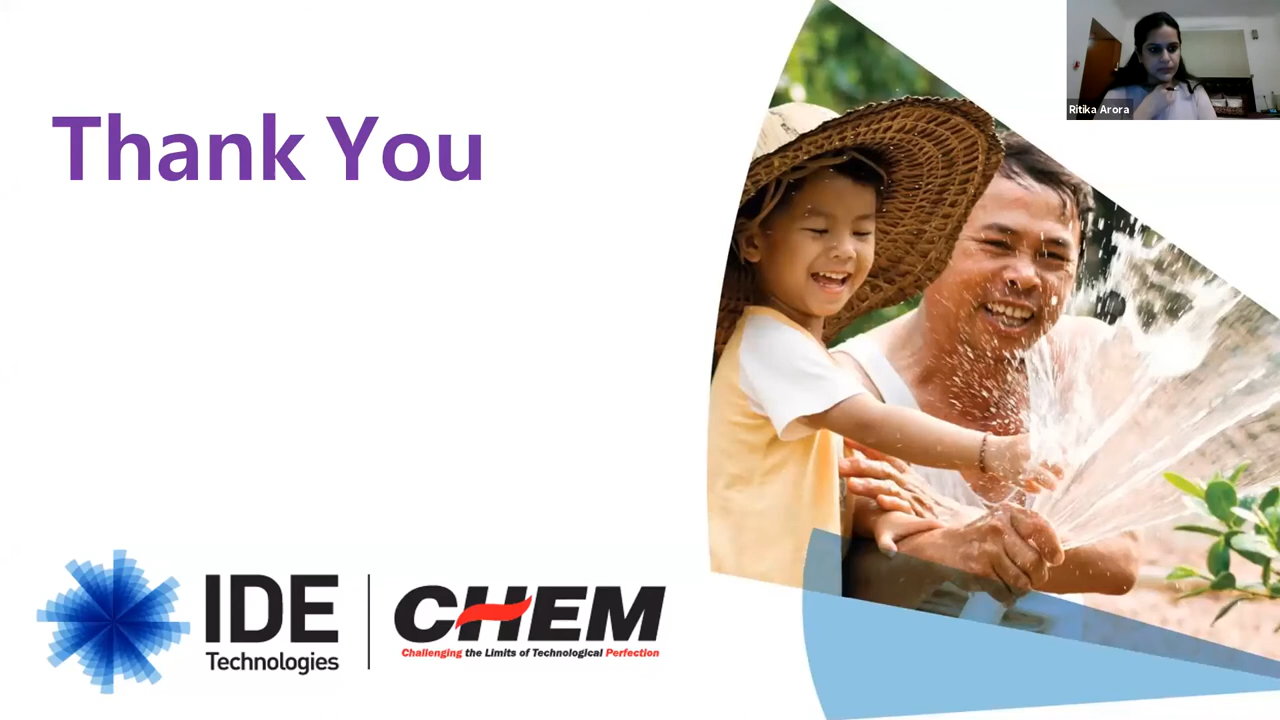 Thank You
Ritika Arora
IDE
Technologies
CHEM
Challenging the Limits of Technological Perfection